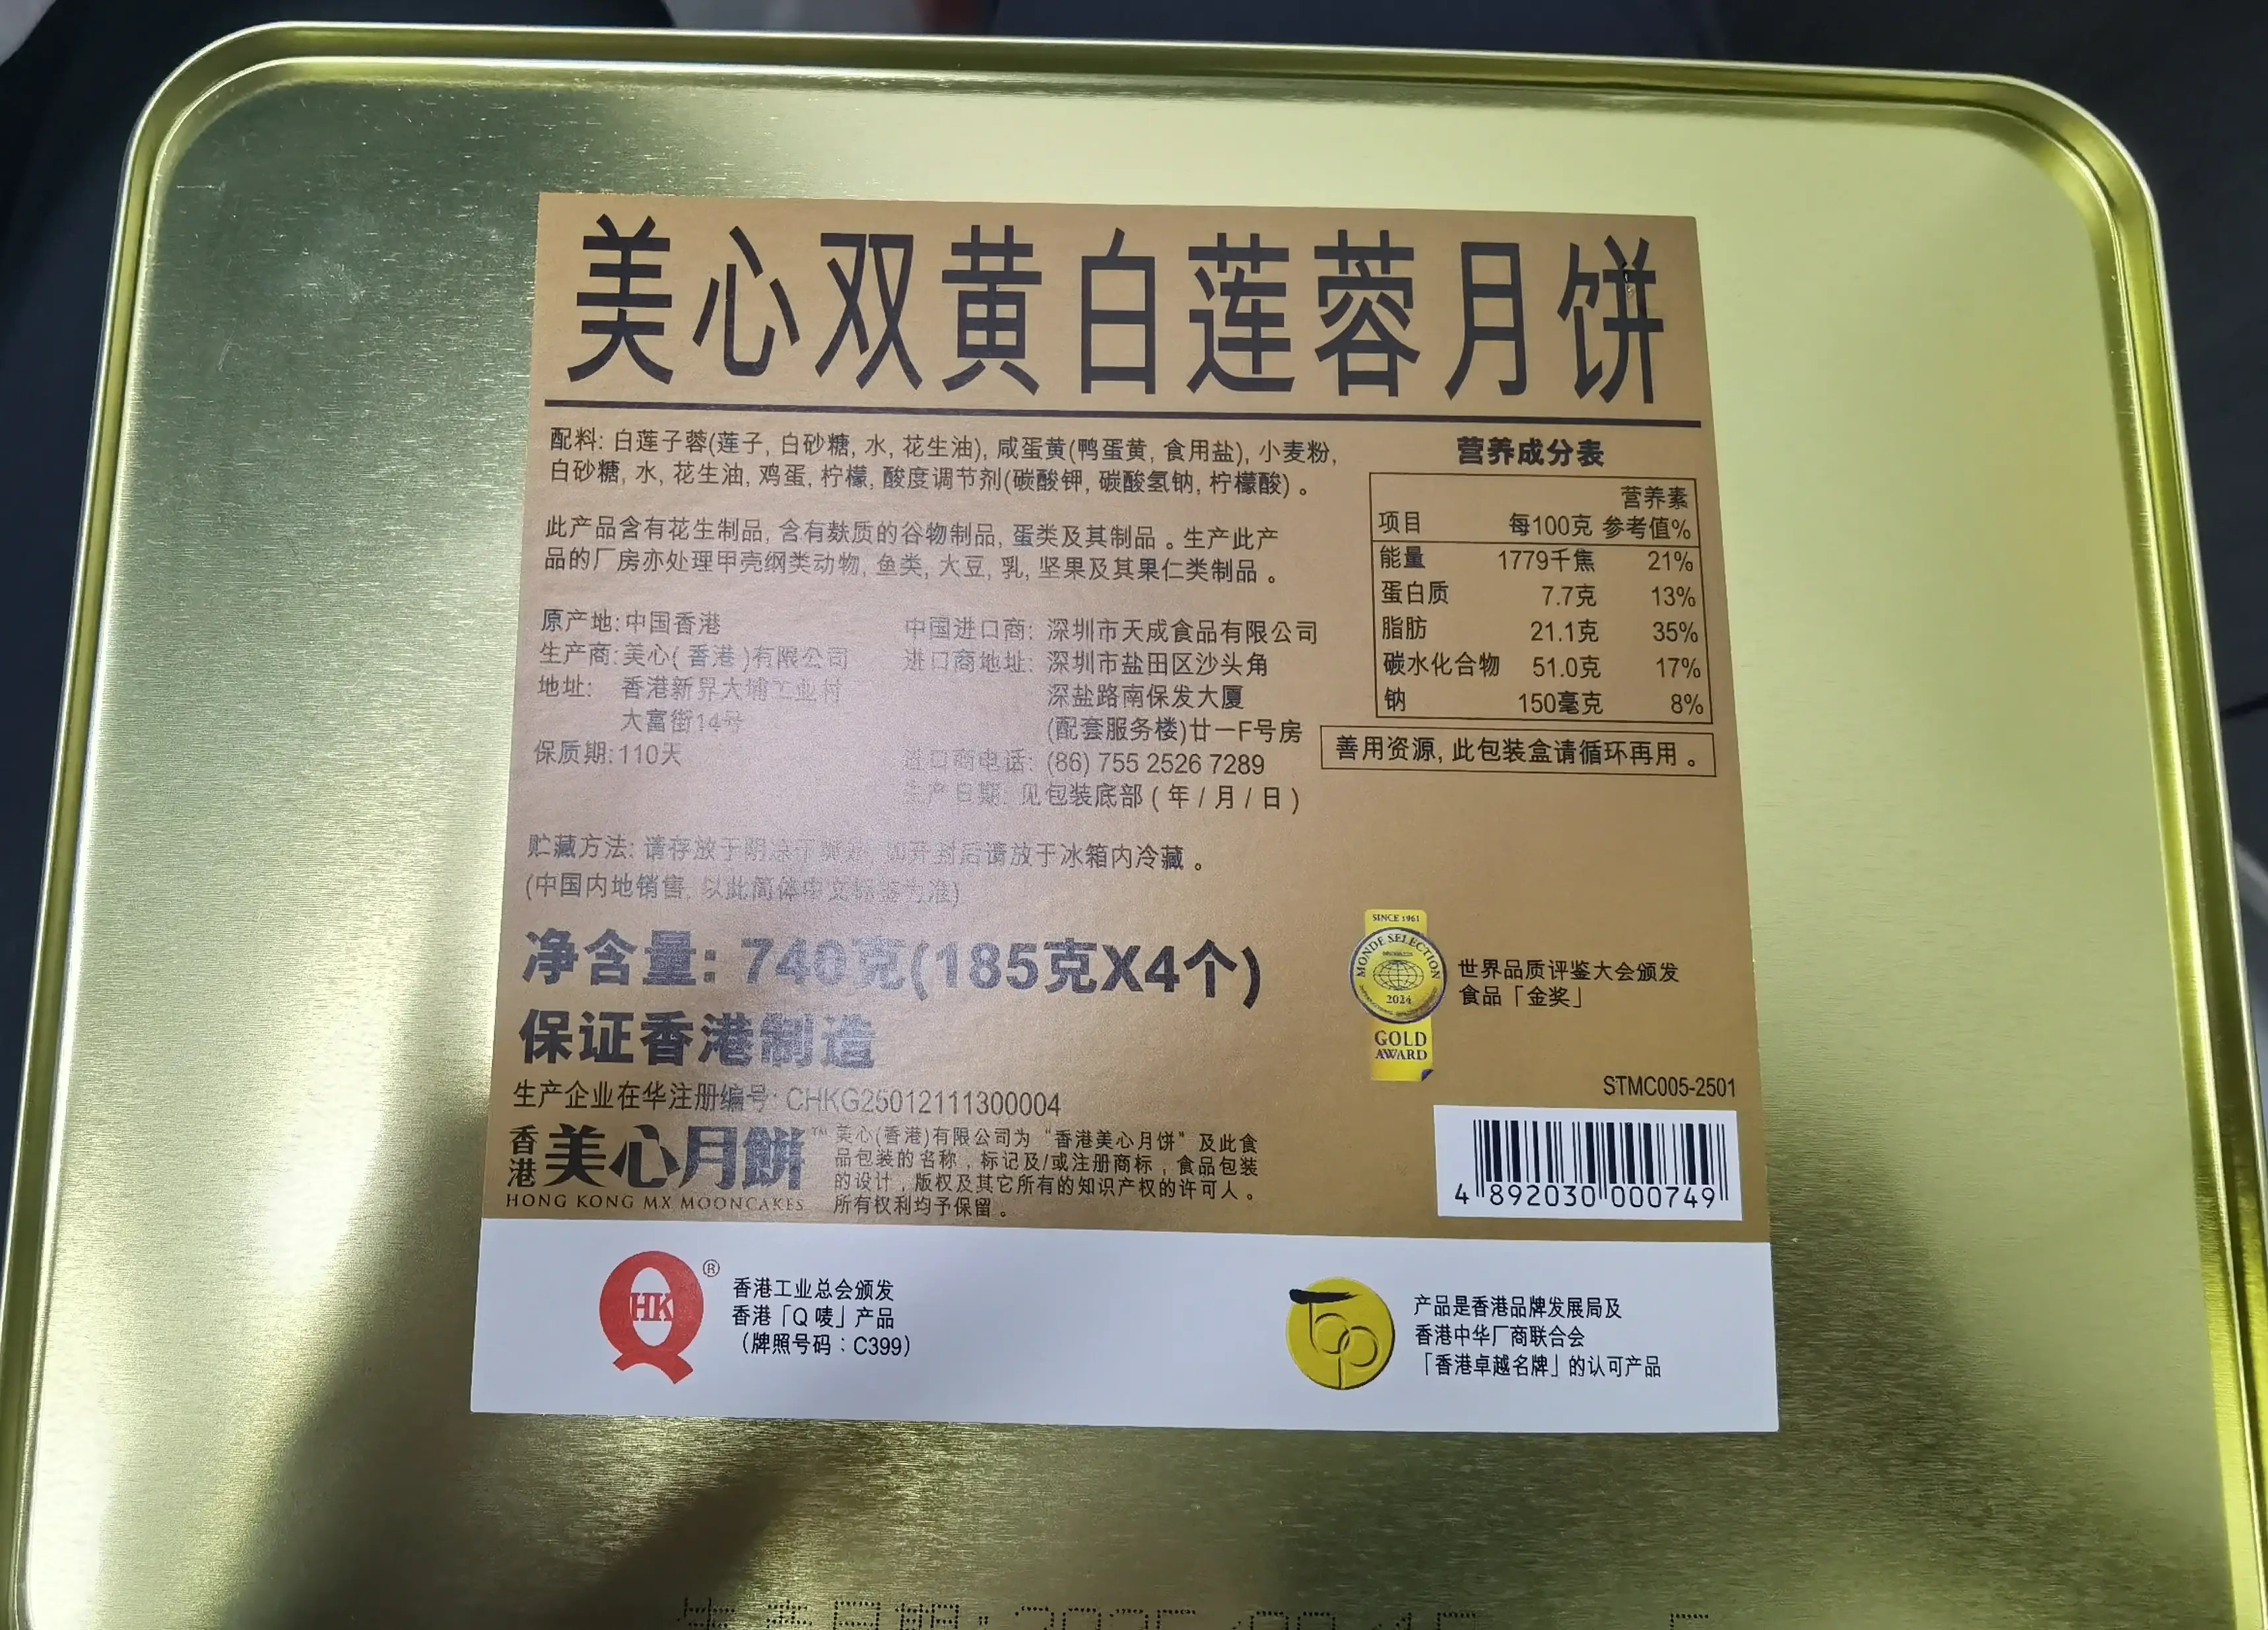 美心双黄白莲蓉月饼
配料: 白莲子蓉(莲子, 白砂糖, 水, 花生油), 咸蛋黄(鸭蛋黄, 食用盐), 小麦粉,
白砂糖, 水, 花生油, 鸡蛋, 柠檬, 酸度调节剂(碳酸钾, 碳酸氢钠, 柠檬酸) 。
此产品含有花生制品, 含有麸质的谷物制品, 蛋类及其制品 。生产此产
品的厂房亦处理甲壳纲类动物, 鱼类, 大豆, 乳, 坚果及其果仁类制品 。
原产地: 中国香港
生产商: 美心( 香港 )有限公司
地址: 香港新界大埔工业村
大富街14号
保质期: 110天
中国进口商: 深圳市天成食品有限公司
进口商地址: 深圳市盐田区沙头角
深盐路南保发大厦
(配套服务楼)廿一F号房
进口商电话: (86) 755 2526 7289
生产日期: 见包装底部 ( 年 / 月 / 日 )
贮藏方法: 请存放于阴凉干爽处, 如开封后请放于冰箱内冷藏 。
(中国内地销售, 以此简体中文标签为准)
净含量: 740克(185克X4个)
保证香港制造
生产企业在华注册编号: CHKG25012111300004
香港美心月餅™
HONG KONG MX MOONCAKES
美心(香港)有限公司为 "香港美心月饼" 及此食
品包装的名称, 标记及/或注册商标, 食品包装
的设计, 版权及其它所有的知识产权的许可人 。
所有权利均予保留 。
营养成分表
营养素
项目 每100克 参考值%
能量 1779千焦 21%
蛋白质 7.7克 13%
脂肪 21.1克 35%
碳水化合物 51.0克 17%
钠 150毫克 8%
善用资源, 此包装盒请循环再用 。
SINCE 1961
MONDE SELECTION
2024
GOLD
AWARD
世界品质评鉴大会颁发
食品「金奖」
STMC005-2501
4 892030 000749
HK
®
香港工业总会颁发
香港「Q 唛」产品
(牌照号码 : C399)
产品是香港品牌发展局及
香港中华厂商联合会
「香港卓越名牌」的认可产品